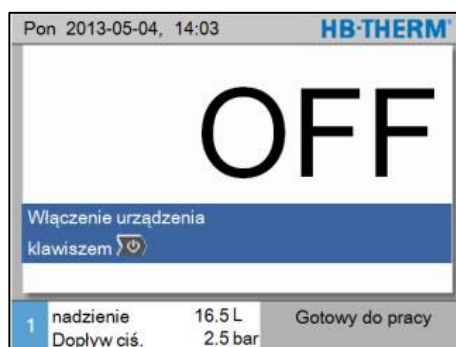 Pon 2013-05-04, 14:03 HB·THERM®
OFF
Włączenie urządzenia
klawiszem
1 nadzienie 16.5 L Gotowy do pracy
Dopływ ciś. 2.5 bar